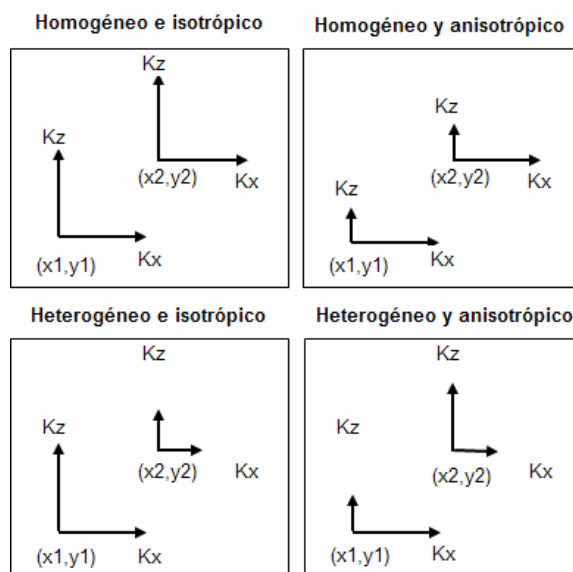 Homogéneo e isotrópico
Kz
Kz
(x2,y2)
Kx
(x1,y1)
Kx
Homogéneo y anisotrópico
Kz
(x2,y2)
Kz
Kx
(x1,y1)
Kx
Heterogéneo e isotrópico
Kz
Kz
(x2,y2)
Kx
(x1,y1)
Kx
Heterogéneo y anisotrópico
Kz
Kz
(x2,y2)
Kx
(x1,y1)
Kx